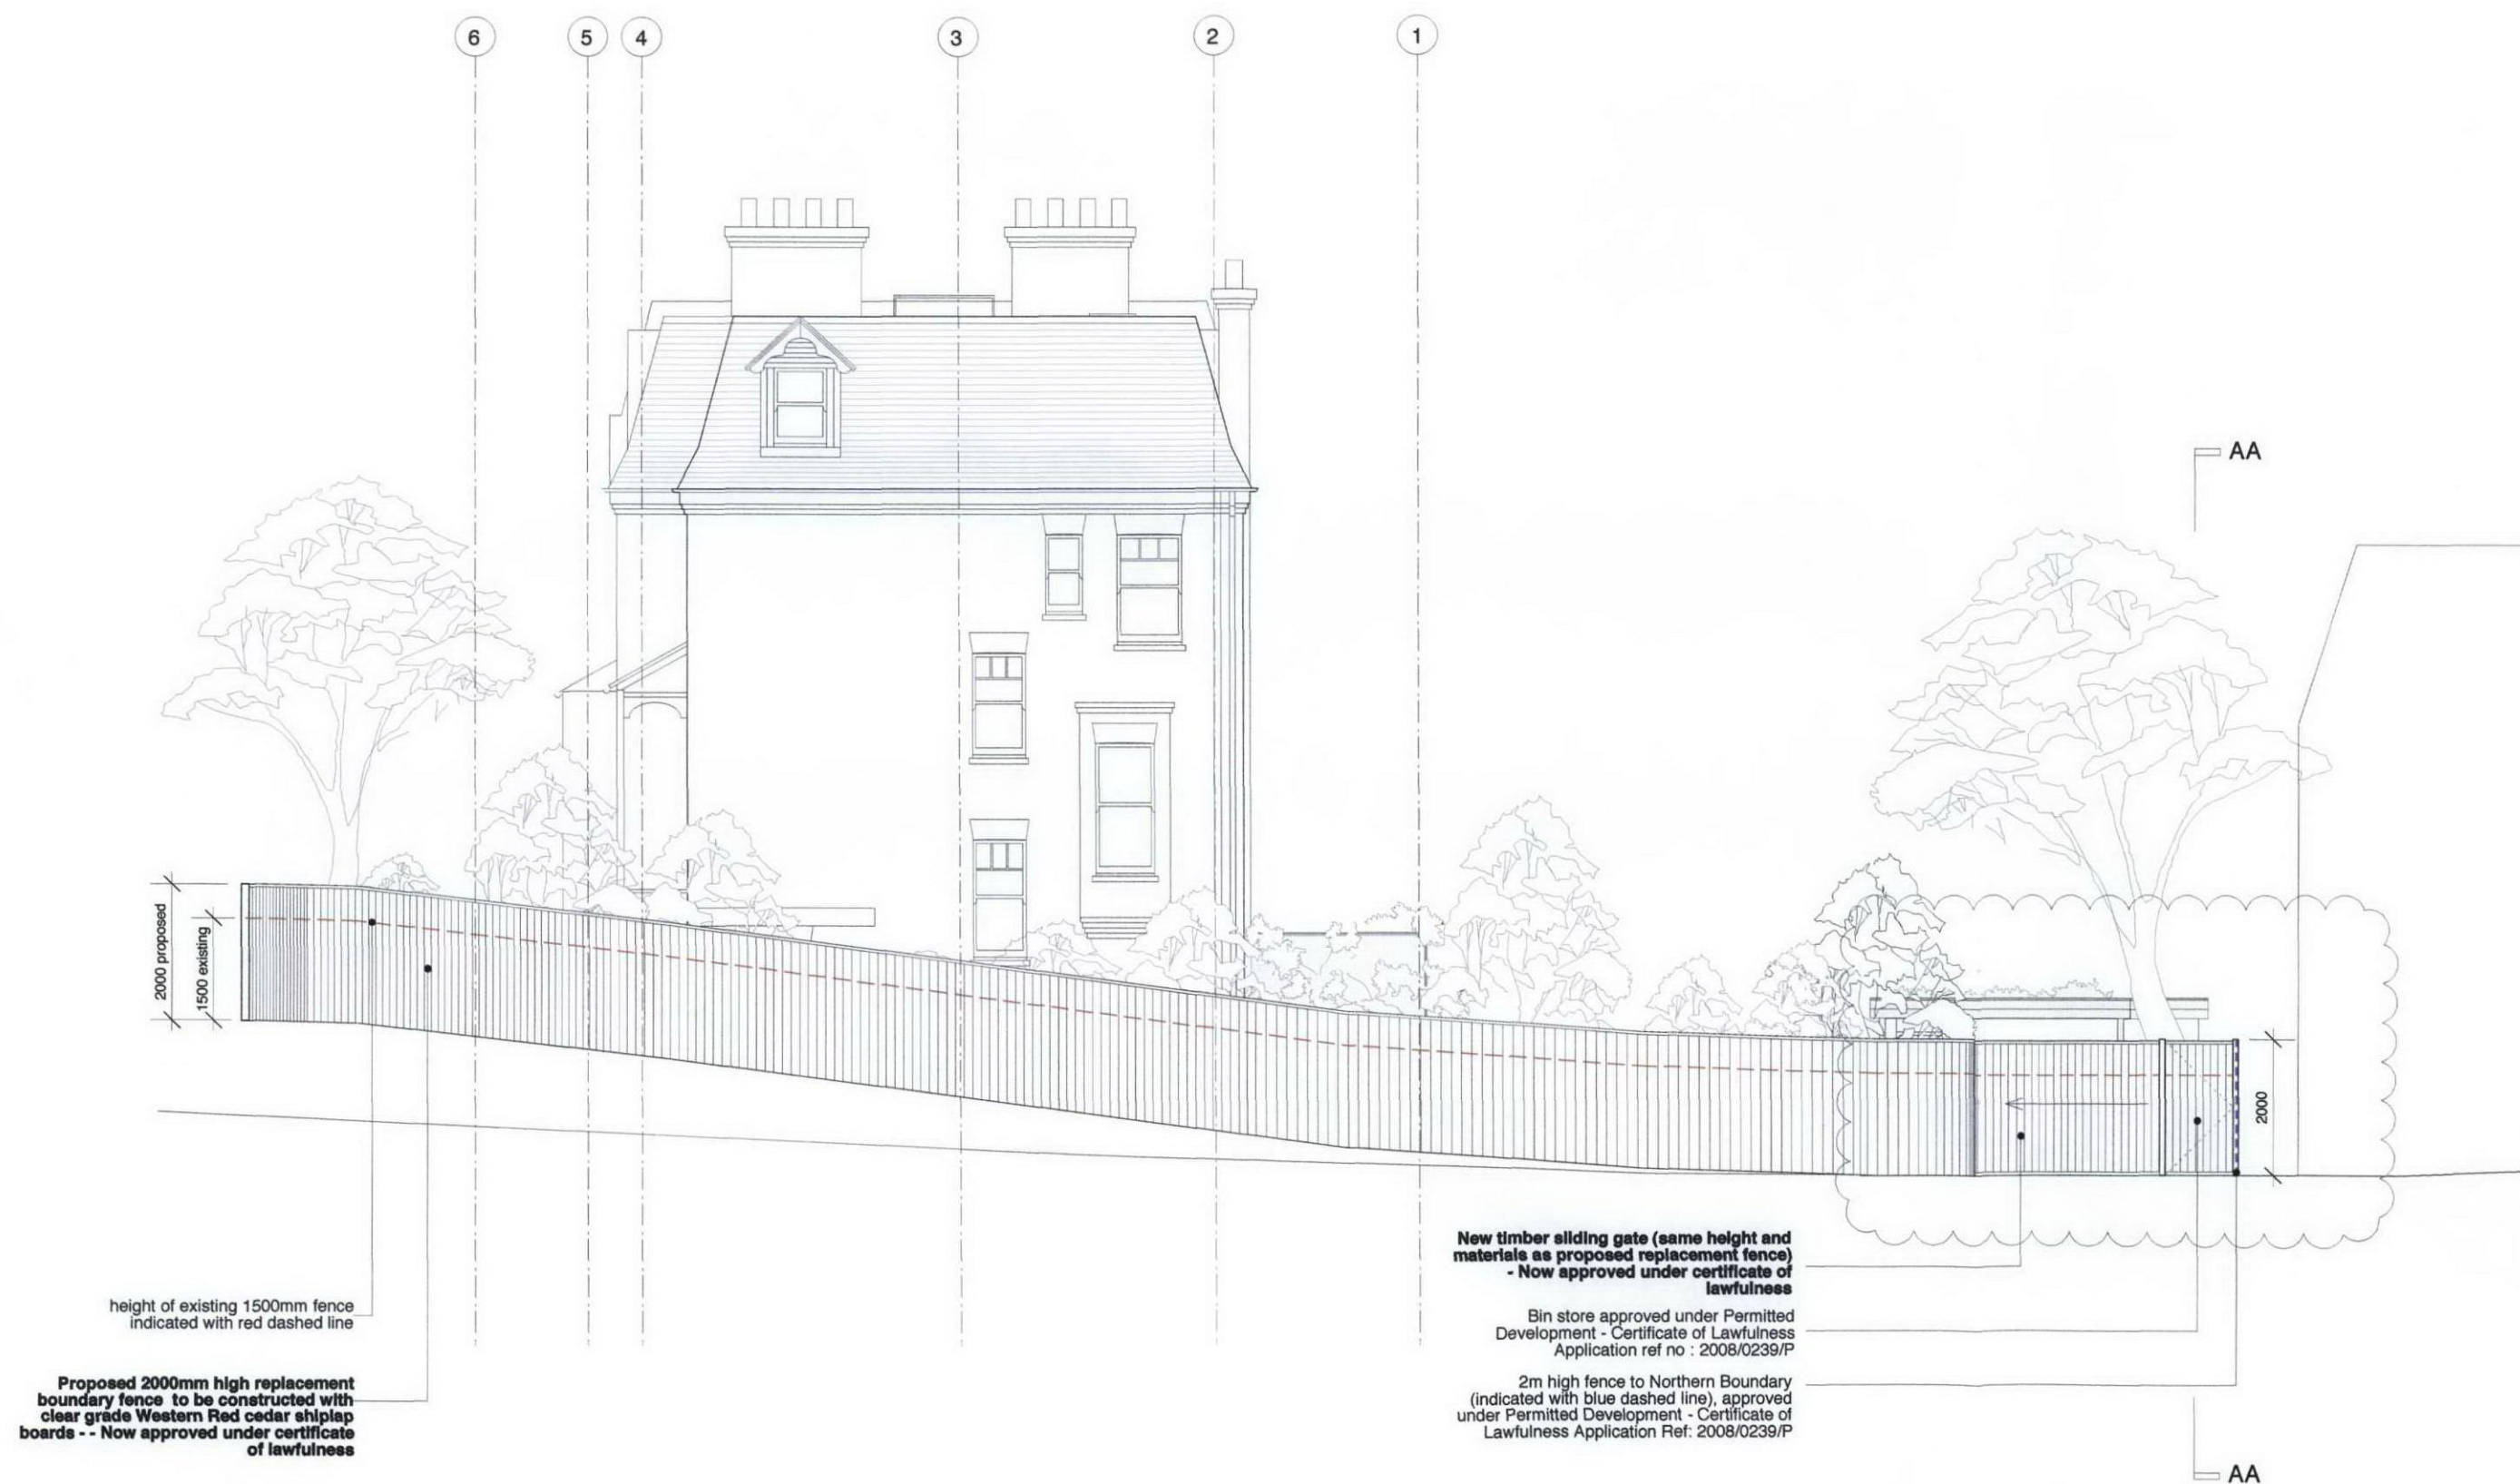 6
5
4
3
2
1
AA
2000 proposed
1500 existing
2000
height of existing 1500mm fence
indicated with red dashed line
Proposed 2000mm high replacement
boundary fence to be constructed with
clear grade Western Red cedar shiplap
boards - - Now approved under certificate
of lawfulness
New timber sliding gate (same height and
materials as proposed replacement fence)
- Now approved under certificate of
lawfulness
Bin store approved under Permitted
Development - Certificate of Lawfulness
Application ref no : 2008/0239/P
2m high fence to Northern Boundary
(indicated with blue dashed line), approved
under Permitted Development - Certificate of
Lawfulness Application Ref: 2008/0239/P
AA